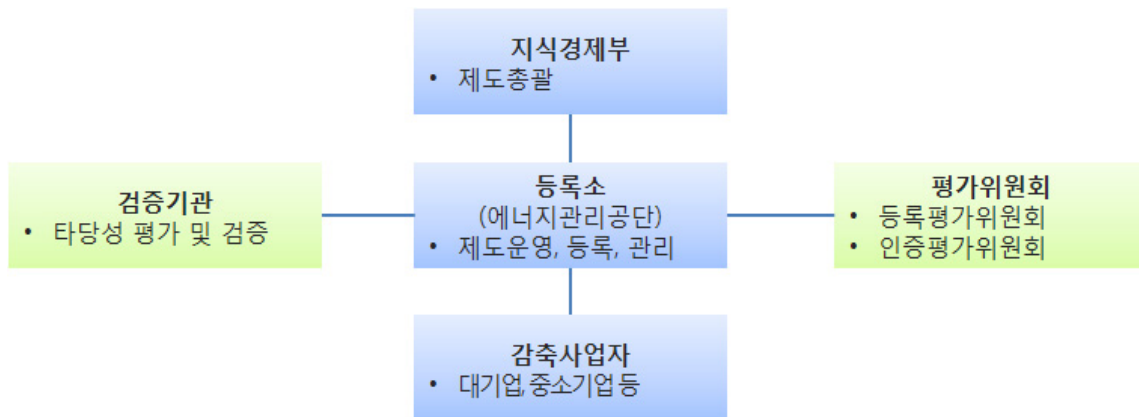 지식경제부
• 제도총괄
검증기관
• 타당성 평가 및 검증
등록소
(에너지관리공단)
• 제도운영, 등록, 관리
평가위원회
• 등록평가위원회
• 인증평가위원회
감축사업자
• 대기업, 중소기업 등